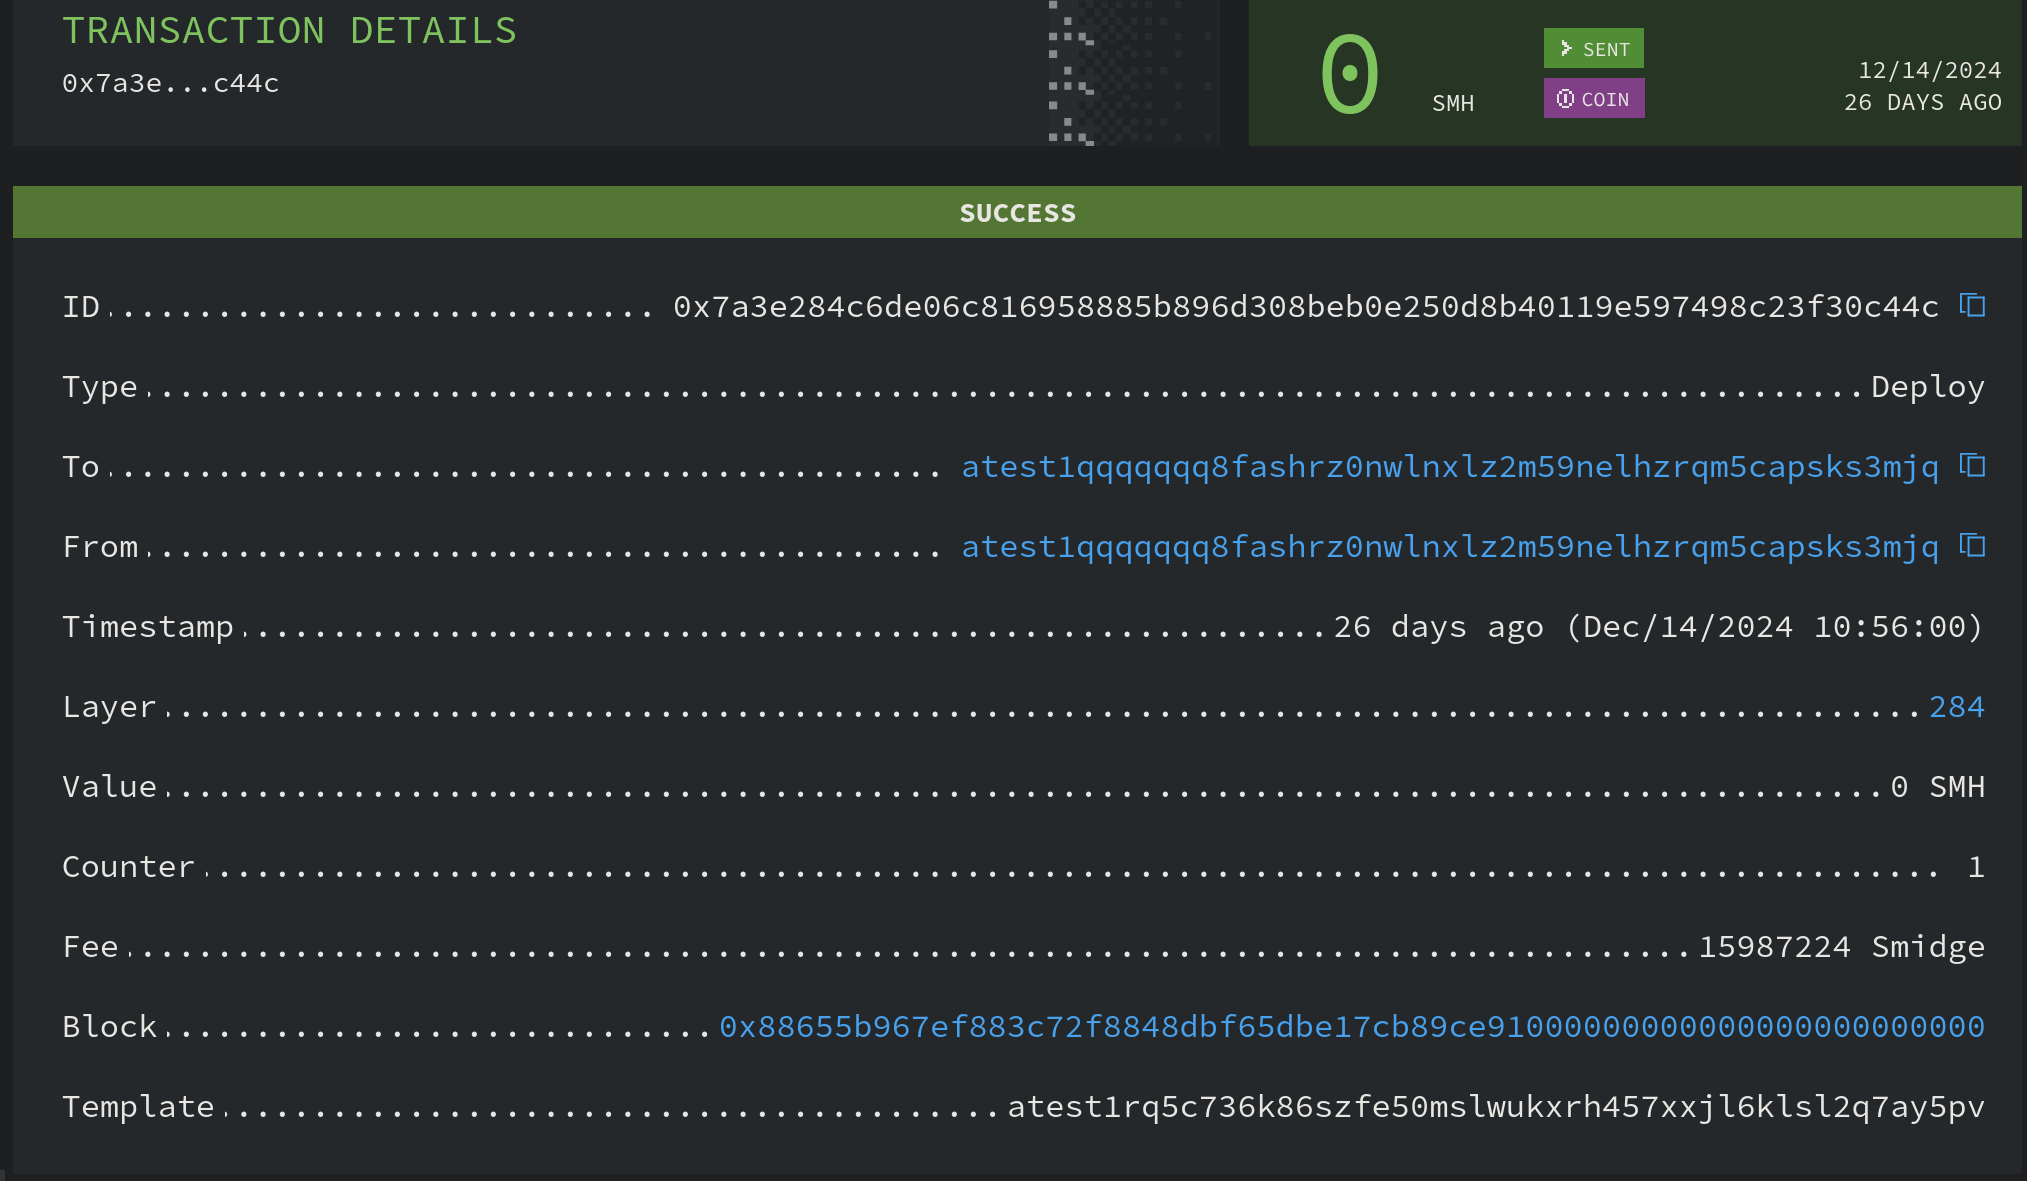 TRANSACTION DETAILS
0x7a3e...c44c
0 SMH
SENT
COIN
12/14/2024
26 DAYS AGO
SUCCESS
ID 0x7a3e284c6de06c816958885b896d308beb0e250d8b40119e597498c23f30c44c
Type Deploy
To atest1qqqqqqq8fashrz0nwlnxlz2m59nelhzrqm5capsks3mjq
From atest1qqqqqqq8fashrz0nwlnxlz2m59nelhzrqm5capsks3mjq
Timestamp 26 days ago (Dec/14/2024 10:56:00)
Layer 284
Value 0 SMH
Counter 1
Fee 15987224 Smidge
Block 0x88655b967ef883c72f8848dbf65dbe17cb89ce91000000000000000000000000
Template atest1rq5c736k86szfe50mslwukxrh457xxjl6klsl2q7ay5pv